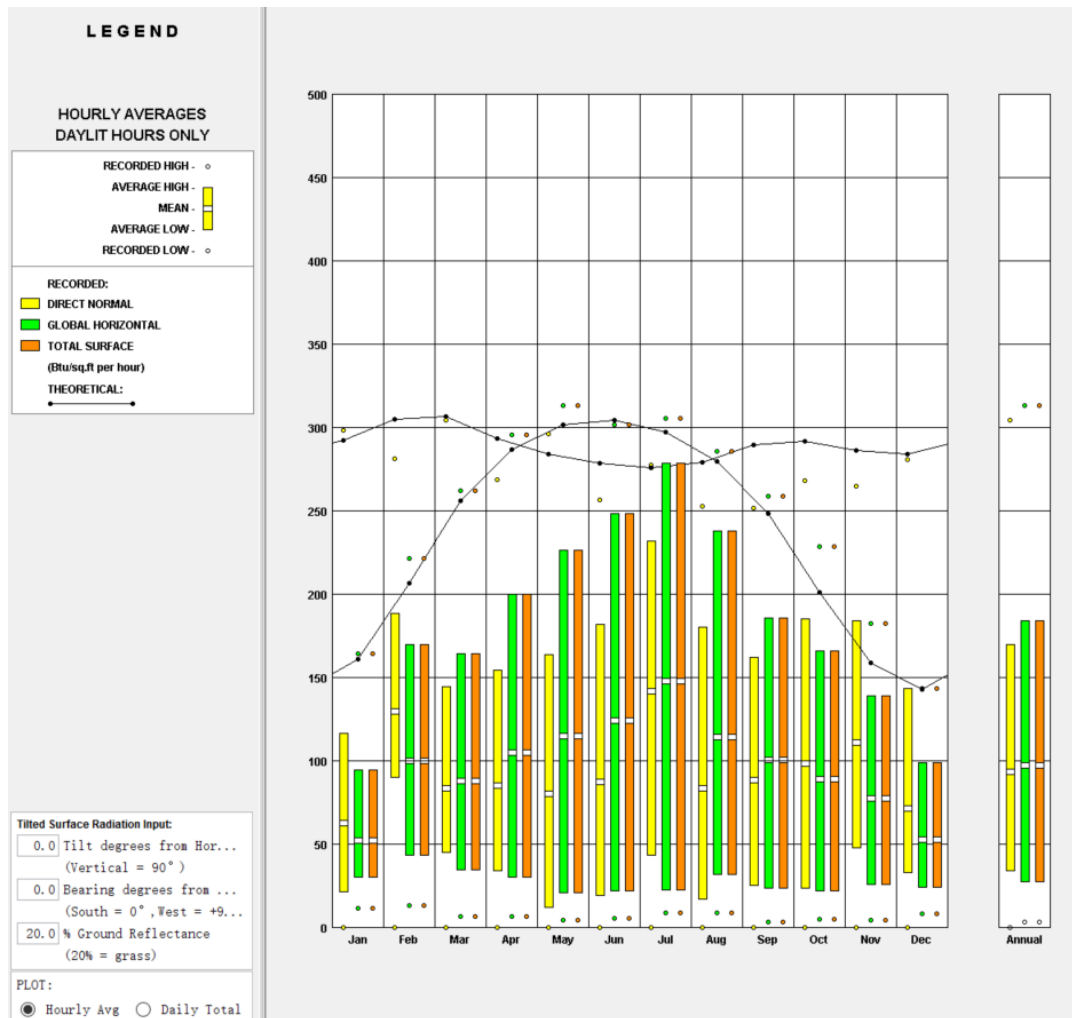 LEGEND
HOURLY AVERAGES
DAYLIT HOURS ONLY
RECORDED HIGH -
AVERAGE HIGH -
MEAN -
AVERAGE LOW -
RECORDED LOW -
RECORDED:
DIRECT NORMAL
GLOBAL HORIZONTAL
TOTAL SURFACE
(Btu/sq.ft per hour)
THEORETICAL:
Tilted Surface Radiation Input:
0.0 Tilt degrees from Hor...
(Vertical = 90°)
0.0 Bearing degrees from ...
(South = 0°,West = +9...
20.0 % Ground Reflectance
(20% = grass)
PLOT:
Hourly Avg Daily Total
500
450
400
350
300
250
200
150
100
50
0
Jan Feb Mar Apr May Jun Jul Aug Sep Oct Nov Dec Annual